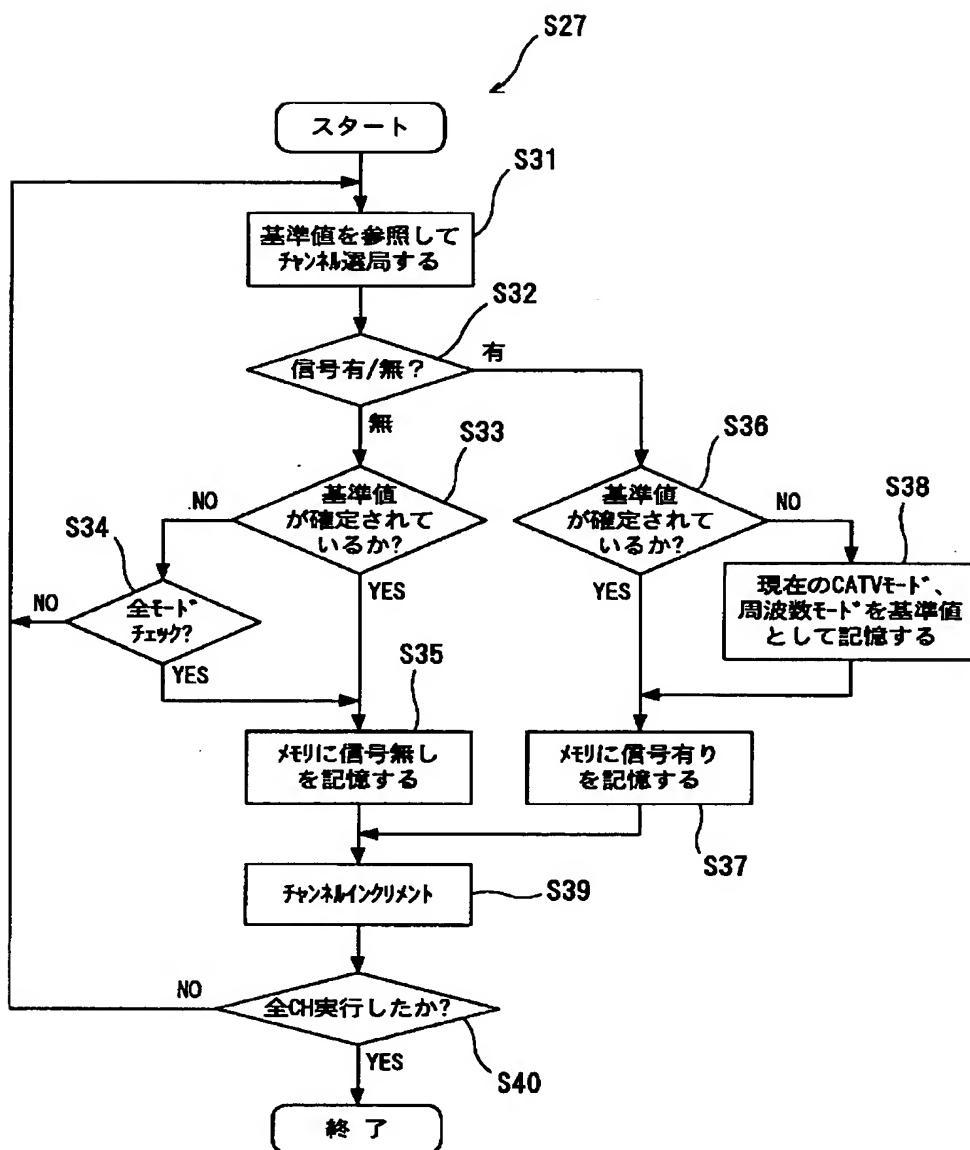 S27
スタート
S31
基準値を参照して
チャンネル選局する
S32
信号有/無?
有
無
S33
基準値
が確定されて
いるか?
NO
YES
S36
基準値
が確定されて
いるか?
NO
YES
S38
現在のCATVモード、
周波数モードを基準値
として記憶する
S34
全モード
チェック?
NO
YES
S35
メモリに信号無し
を記憶する
メモリに信号有り
を記憶する
S37
チャンネルインクリメント
S39
全CH実行したか?
NO
YES
S40
終了